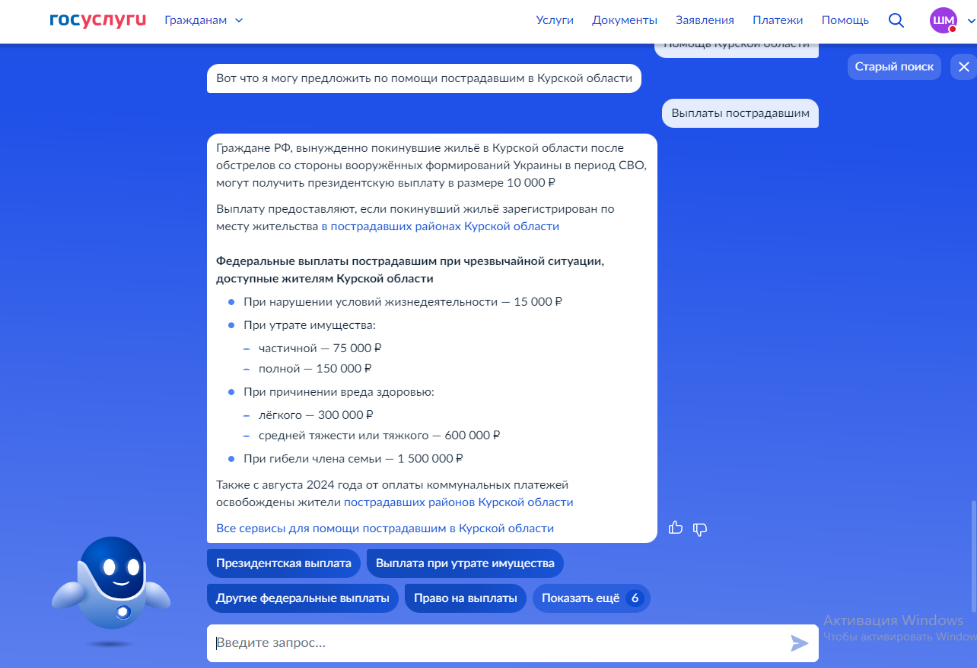 госуслуги Гражданам Услуги Документы Заявления Платежи Помощь ШМ
Помощь Курской области
Старый поиск
Вот что я могу предложить по помощи пострадавшим в Курской области
Выплаты пострадавшим
Граждане РФ, вынужденно покинувшие жильё в Курской области после
обстрелов со стороны вооружённых формирований Украины в период СВО,
могут получить президентскую выплату в размере 10 000 ₽
Выплату предоставляют, если покинувший жильё зарегистрирован по
месту жительства в пострадавших районах Курской области
Федеральные выплаты пострадавшим при чрезвычайной ситуации,
доступные жителям Курской области
При нарушении условий жизнедеятельности — 15 000 ₽
При утрате имущества:
– частичной — 75 000 ₽
– полной — 150 000 ₽
При причинении вреда здоровью:
– лёгкого — 300 000 ₽
– средней тяжести или тяжкого — 600 000 ₽
При гибели члена семьи — 1 500 000 ₽
Также с августа 2024 года от оплаты коммунальных платежей
освобождены жители пострадавших районов Курской области
Все сервисы для помощи пострадавшим в Курской области
Президентская выплата Выплата при утрате имущества
Другие федеральные выплаты Право на выплаты Показать ещё 6
Введите запрос...
Активация Windows
Чтобы активировать Window